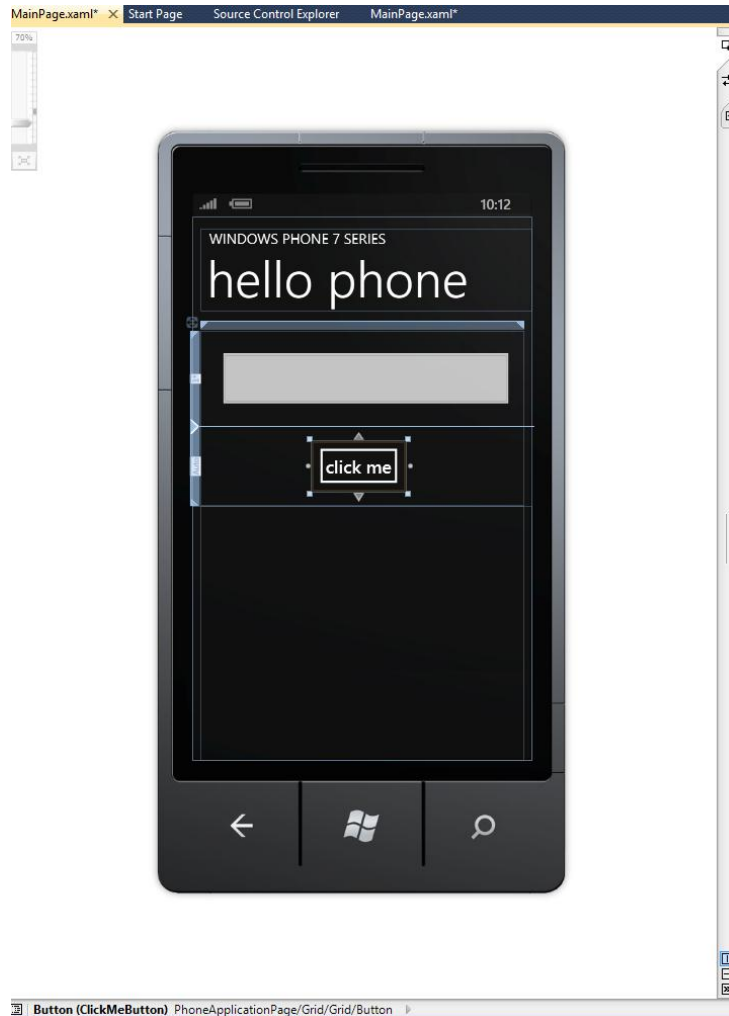 MainPage.xaml* Start Page Source Control Explorer MainPage.xaml*
70%
10:12
WINDOWS PHONE 7 SERIES
hello phone
click me
Button (ClickMeButton) PhoneApplicationPage/Grid/Grid/Button